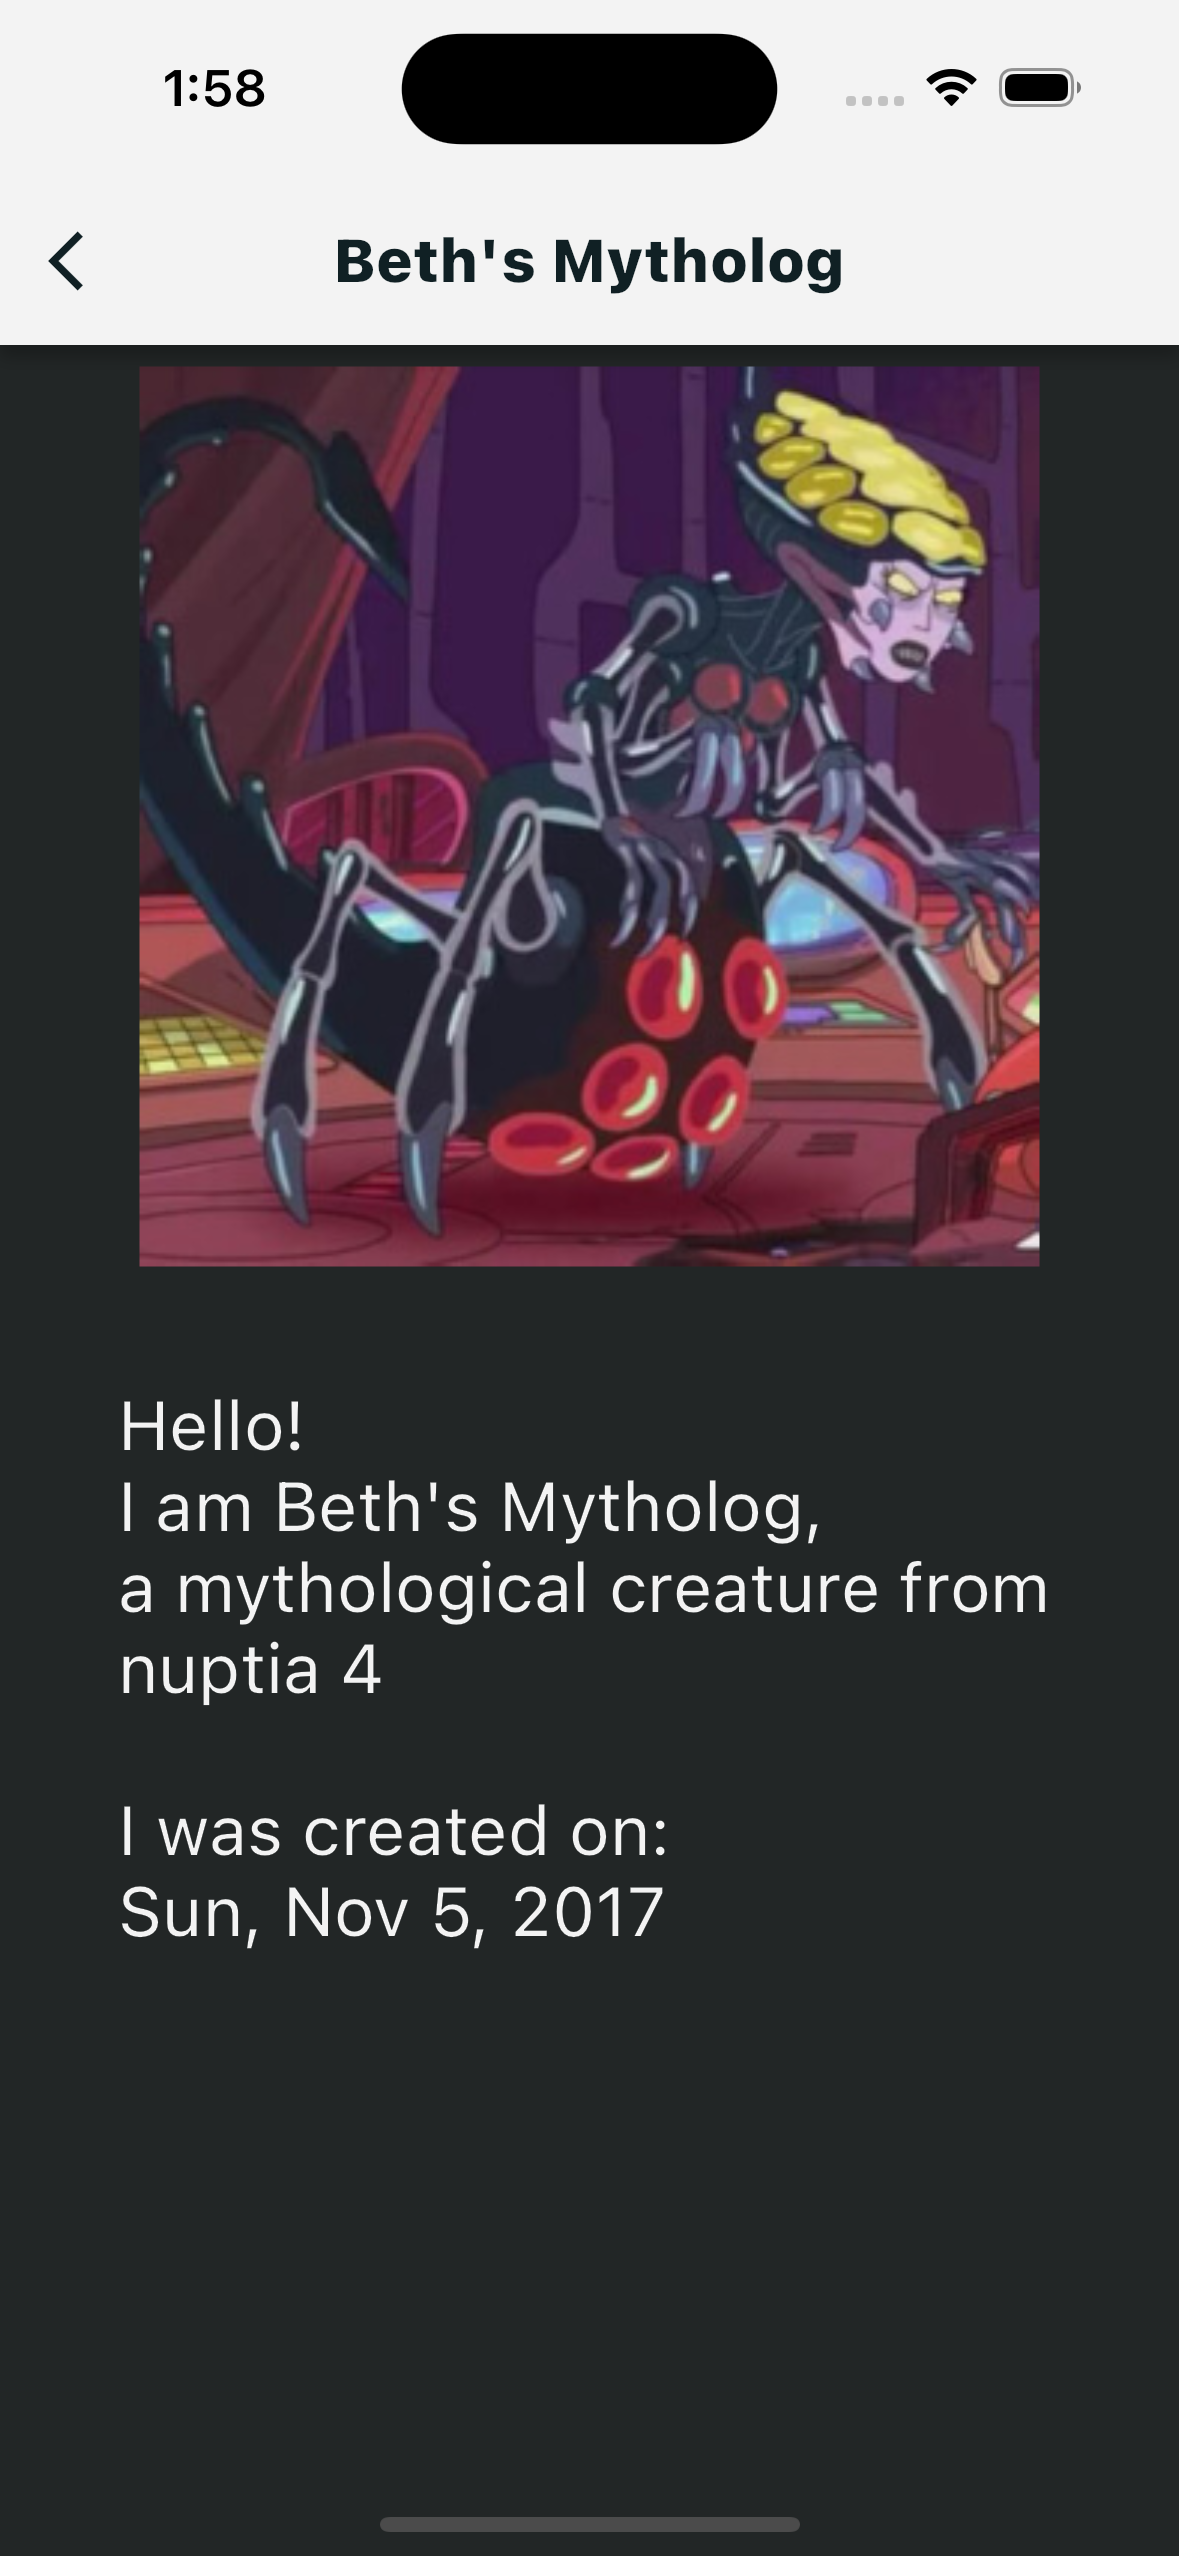 1:58
Beth's Mytholog
Hello!
I am Beth's Mytholog,
a mythological creature from
nuptia 4
I was created on:
Sun, Nov 5, 2017